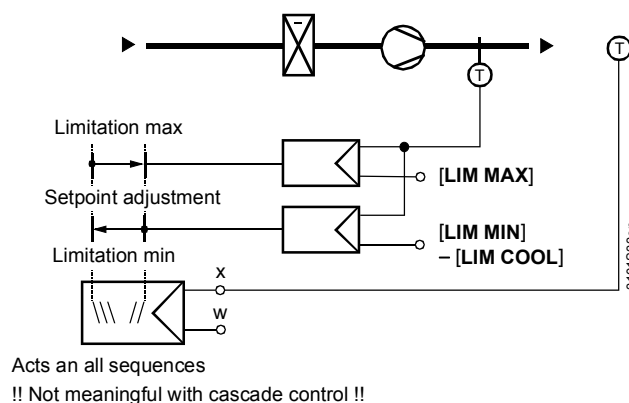 T
T
Limitation max
[LIM MAX]
Setpoint adjustment
[LIM MIN]
– [LIM COOL]
Limitation min
x
w
Acts an all sequences
!! Not meaningful with cascade control !!